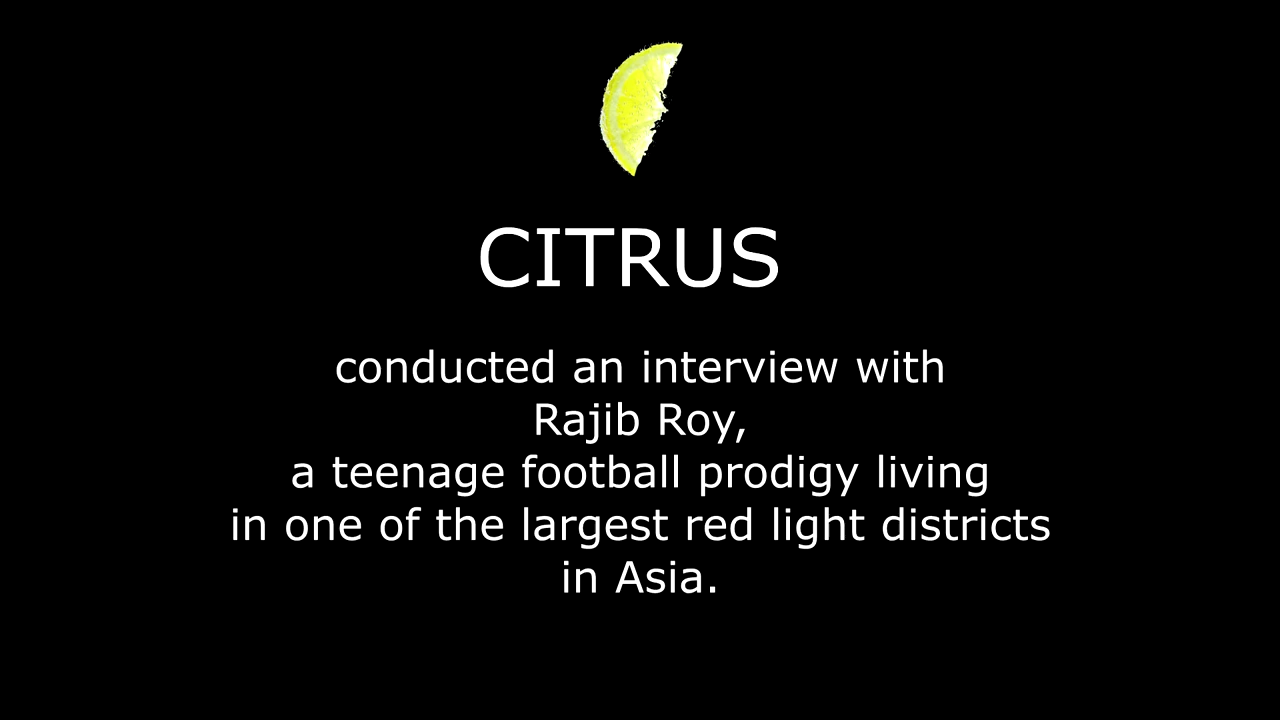 CITRUS
conducted an interview with
Rajib Roy,
a teenage football prodigy living
in one of the largest red light districts
in Asia.